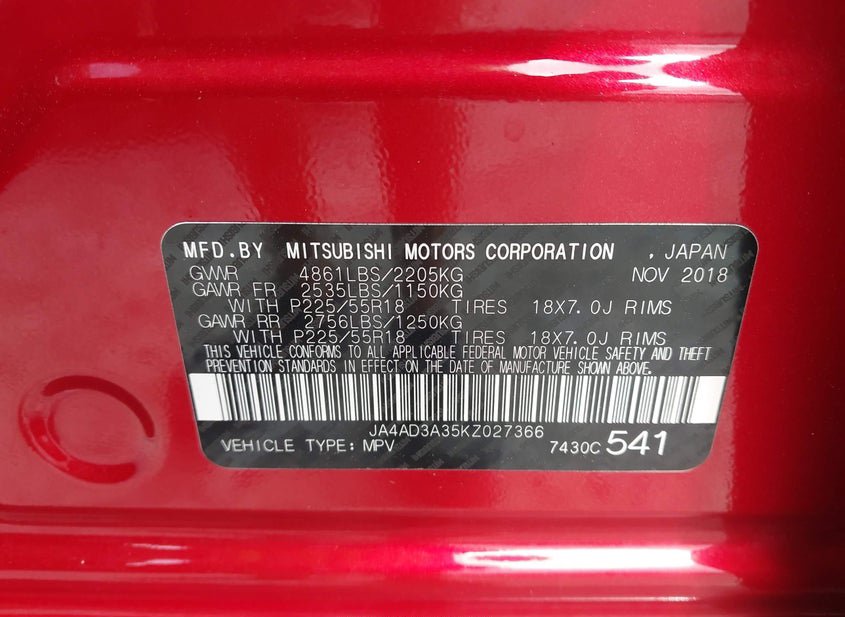 MFD.BY MITSUBISHI MOTORS CORPORATION , JAPAN
GVWR 4861LBS/2205KG NOV 2018
GAWR FR 2535LBS/1150KG
WITH P225/55R18 TIRES 18X7.0J RIMS
GAWR RR 2756LBS/1250KG
WITH P225/55R18 TIRES 18X7.0J RIMS
THIS VEHICLE CONFORMS TO ALL APPLICABLE FEDERAL MOTOR VEHICLE SAFETY AND THEFT
PREVENTION STANDARDS IN EFFECT ON THE DATE OF MANUFACTURE SHOWN ABOVE.
JA4AD3A35KZ027366
VEHICLE TYPE: MPV 7430C 541